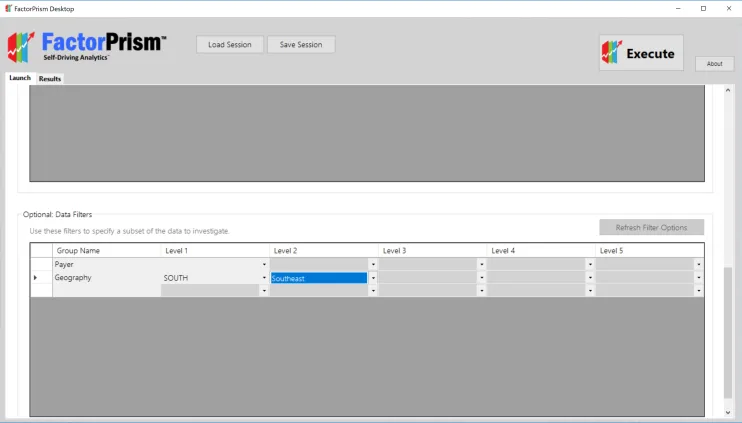 FactorPrism Desktop
FactorPrism™
Self-Driving Analytics
Load Session
Save Session
Execute
About
Launch
Results
Optional: Data Filters
Use these filters to specify a subset of the data to investigate.
Refresh Filter Options
Group Name Level 1 Level 2 Level 3 Level 4 Level 5
Payer
Geography SOUTH Southeast